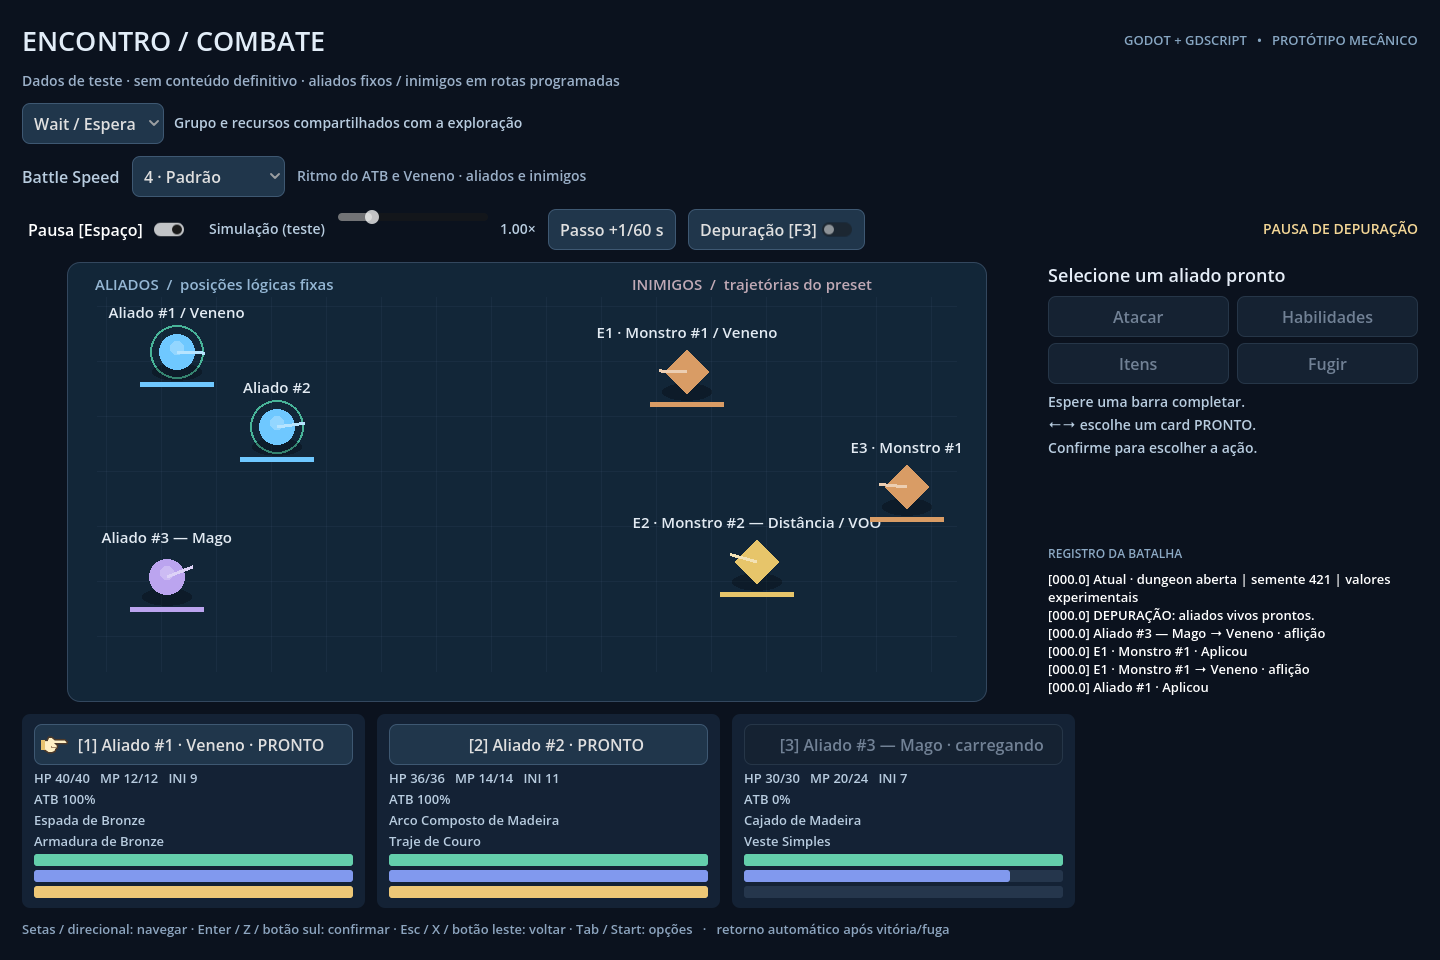 ENCONTRO / COMBATE
GODOT + GDSCRIPT • PROTÓTIPO MECÂNICO
Dados de teste · sem conteúdo definitivo · aliados fixos / inimigos em rotas programadas
Wait / Espera
Grupo e recursos compartilhados com a exploração
Battle Speed
4 · Padrão
Ritmo do ATB e Veneno · aliados e inimigos
Pausa [Espaço]
Simulação (teste)
1.00×
Passo +1/60 s
Depuração [F3]
PAUSA DE DEPURAÇÃO
ALIADOS / posições lógicas fixas
INIMIGOS / trajetórias do preset
Aliado #1 / Veneno
E1 · Monstro #1 / Veneno
Aliado #2
E3 · Monstro #1
E2 · Monstro #2 — Distância / VOO
Aliado #3 — Mago
Selecione um aliado pronto
Atacar
Habilidades
Itens
Fugir
Espere uma barra completar.
←→ escolhe um card PRONTO.
Confirme para escolher a ação.
REGISTRO DA BATALHA
[000.0] Atual · dungeon aberta | semente 421 | valores
experimentais
[000.0] DEPURAÇÃO: aliados vivos prontos.
[000.0] Aliado #3 — Mago → Veneno · aflição
[000.0] E1 · Monstro #1 · Aplicou
[000.0] E1 · Monstro #1 → Veneno · aflição
[000.0] Aliado #1 · Aplicou
[1] Aliado #1 · Veneno · PRONTO
HP 40/40 MP 12/12 INI 9
ATB 100%
Espada de Bronze
Armadura de Bronze
[2] Aliado #2 · PRONTO
HP 36/36 MP 14/14 INI 11
ATB 100%
Arco Composto de Madeira
Traje de Couro
[3] Aliado #3 — Mago · carregando
HP 30/30 MP 20/24 INI 7
ATB 0%
Cajado de Madeira
Veste Simples
Setas / direcional: navegar · Enter / Z / botão sul: confirmar · Esc / X / botão leste: voltar · Tab / Start: opções · retorno automático após vitória/fuga